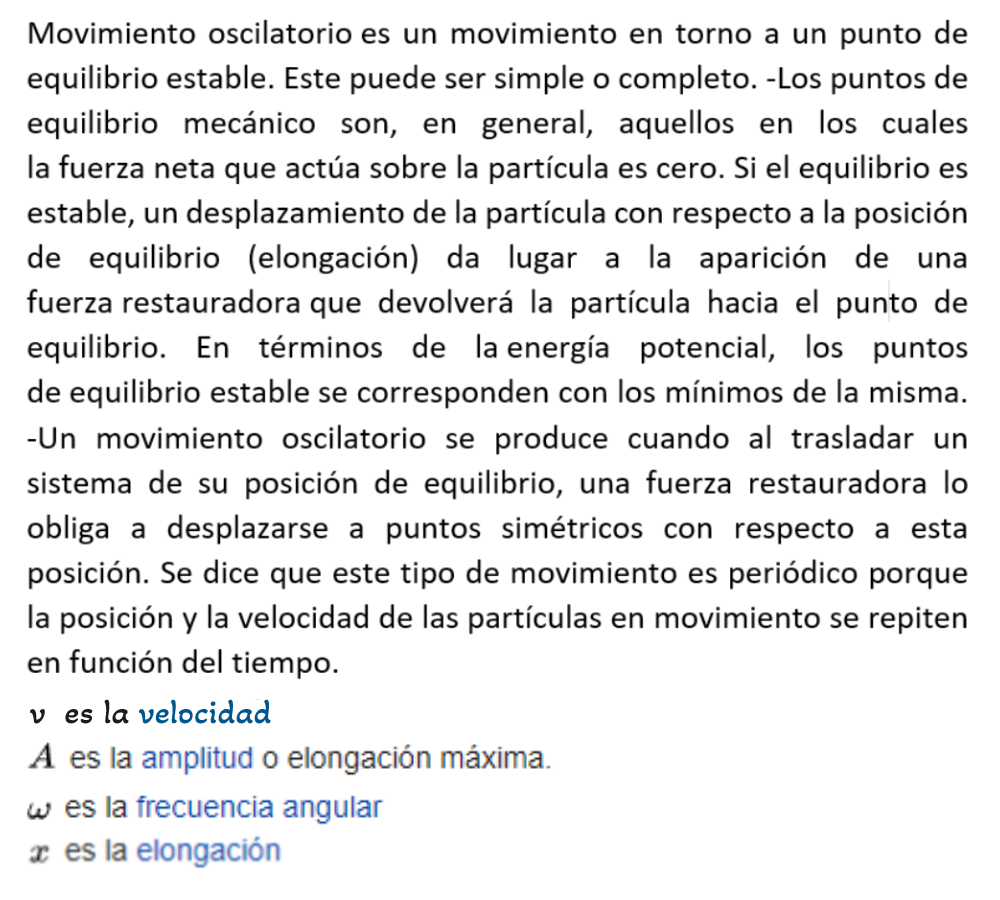 Movimiento oscilatorio es un movimiento en torno a un punto de
equilibrio estable. Este puede ser simple o completo. -Los puntos de
equilibrio mecánico son, en general, aquellos en los cuales
la fuerza neta que actúa sobre la partícula es cero. Si el equilibrio es
estable, un desplazamiento de la partícula con respecto a la posición
de equilibrio (elongación) da lugar a la aparición de una
fuerza restauradora que devolverá la partícula hacia el punto de
equilibrio. En términos de la energía potencial, los puntos
de equilibrio estable se corresponden con los mínimos de la misma.
-Un movimiento oscilatorio se produce cuando al trasladar un
sistema de su posición de equilibrio, una fuerza restauradora lo
obliga a desplazarse a puntos simétricos con respecto a esta
posición. Se dice que este tipo de movimiento es periódico porque
la posición y la velocidad de las partículas en movimiento se repiten
en función del tiempo.
v es la velocidad
A es la amplitud o elongación máxima.
ω es la frecuencia angular
x es la elongación